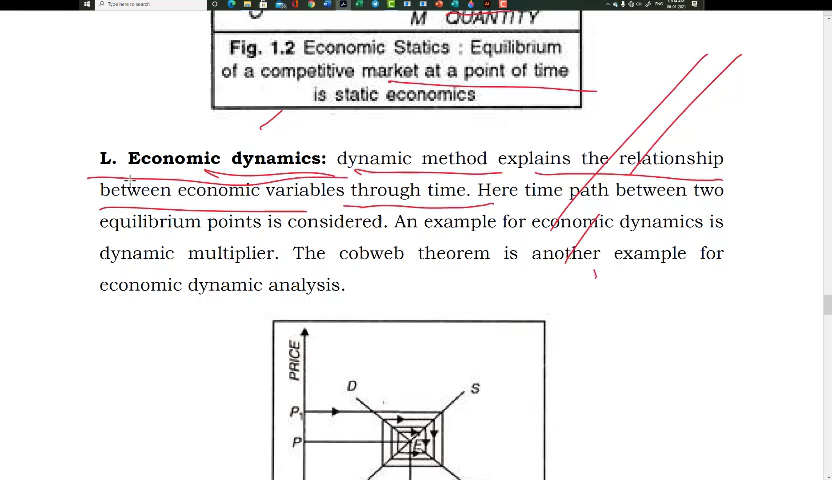 Type here to search
M QUANTITY
Fig. 1.2 Economic Statics : Equilibrium
of a competitive market at a point of time
is static economics
L. Economic dynamics: dynamic method explains the relationship
between economic variables through time. Here time path between two
equilibrium points is considered. An example for economic dynamics is
dynamic multiplier. The cobweb theorem is another example for
economic dynamic analysis.
PRICE
D
S
P1
P
E